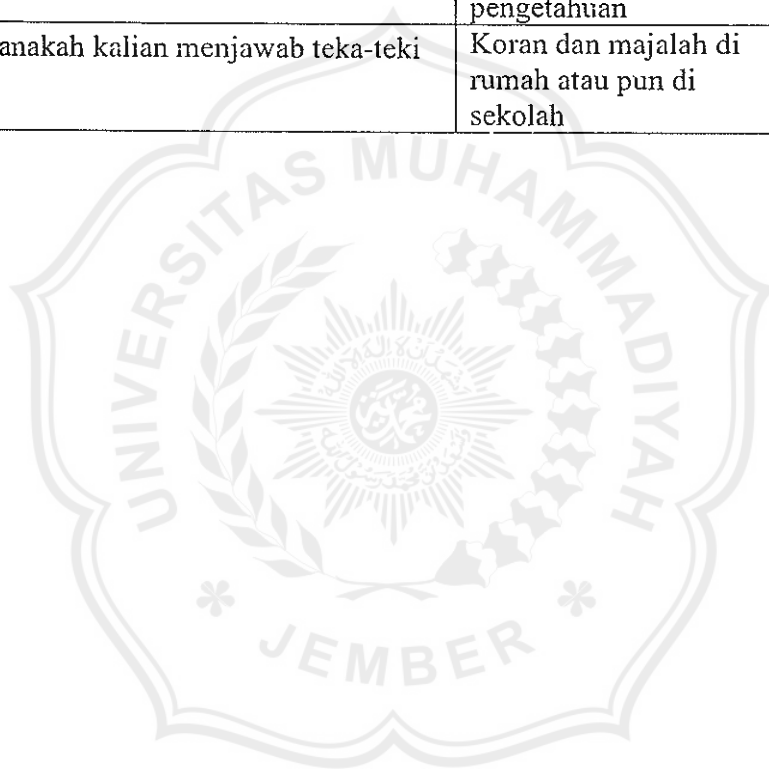 pengetahuan
anakah kalian menjawab teka-teki
Koran dan majalah di
rumah atau pun di
sekolah
UNIVERSITAS MUHAMMADIYAH
JEMBER